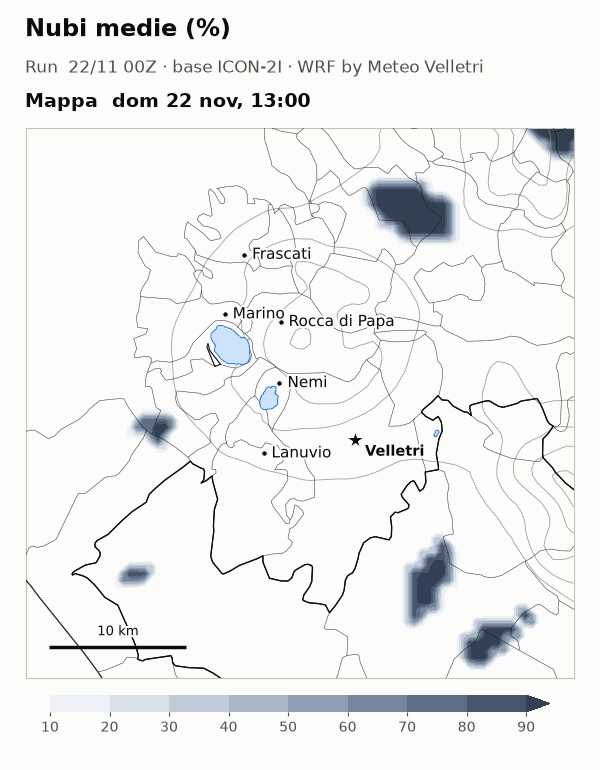 Nubi medie (%)
Run  22/11 00Z · base ICON-2I · WRF by Meteo Velletri
Mappa  dom 22 nov, 13:00
Frascati
Marino
Rocca di Papa
Nemi
Velletri
Lanuvio
10 km
10 20 30 40 50 60 70 80 90